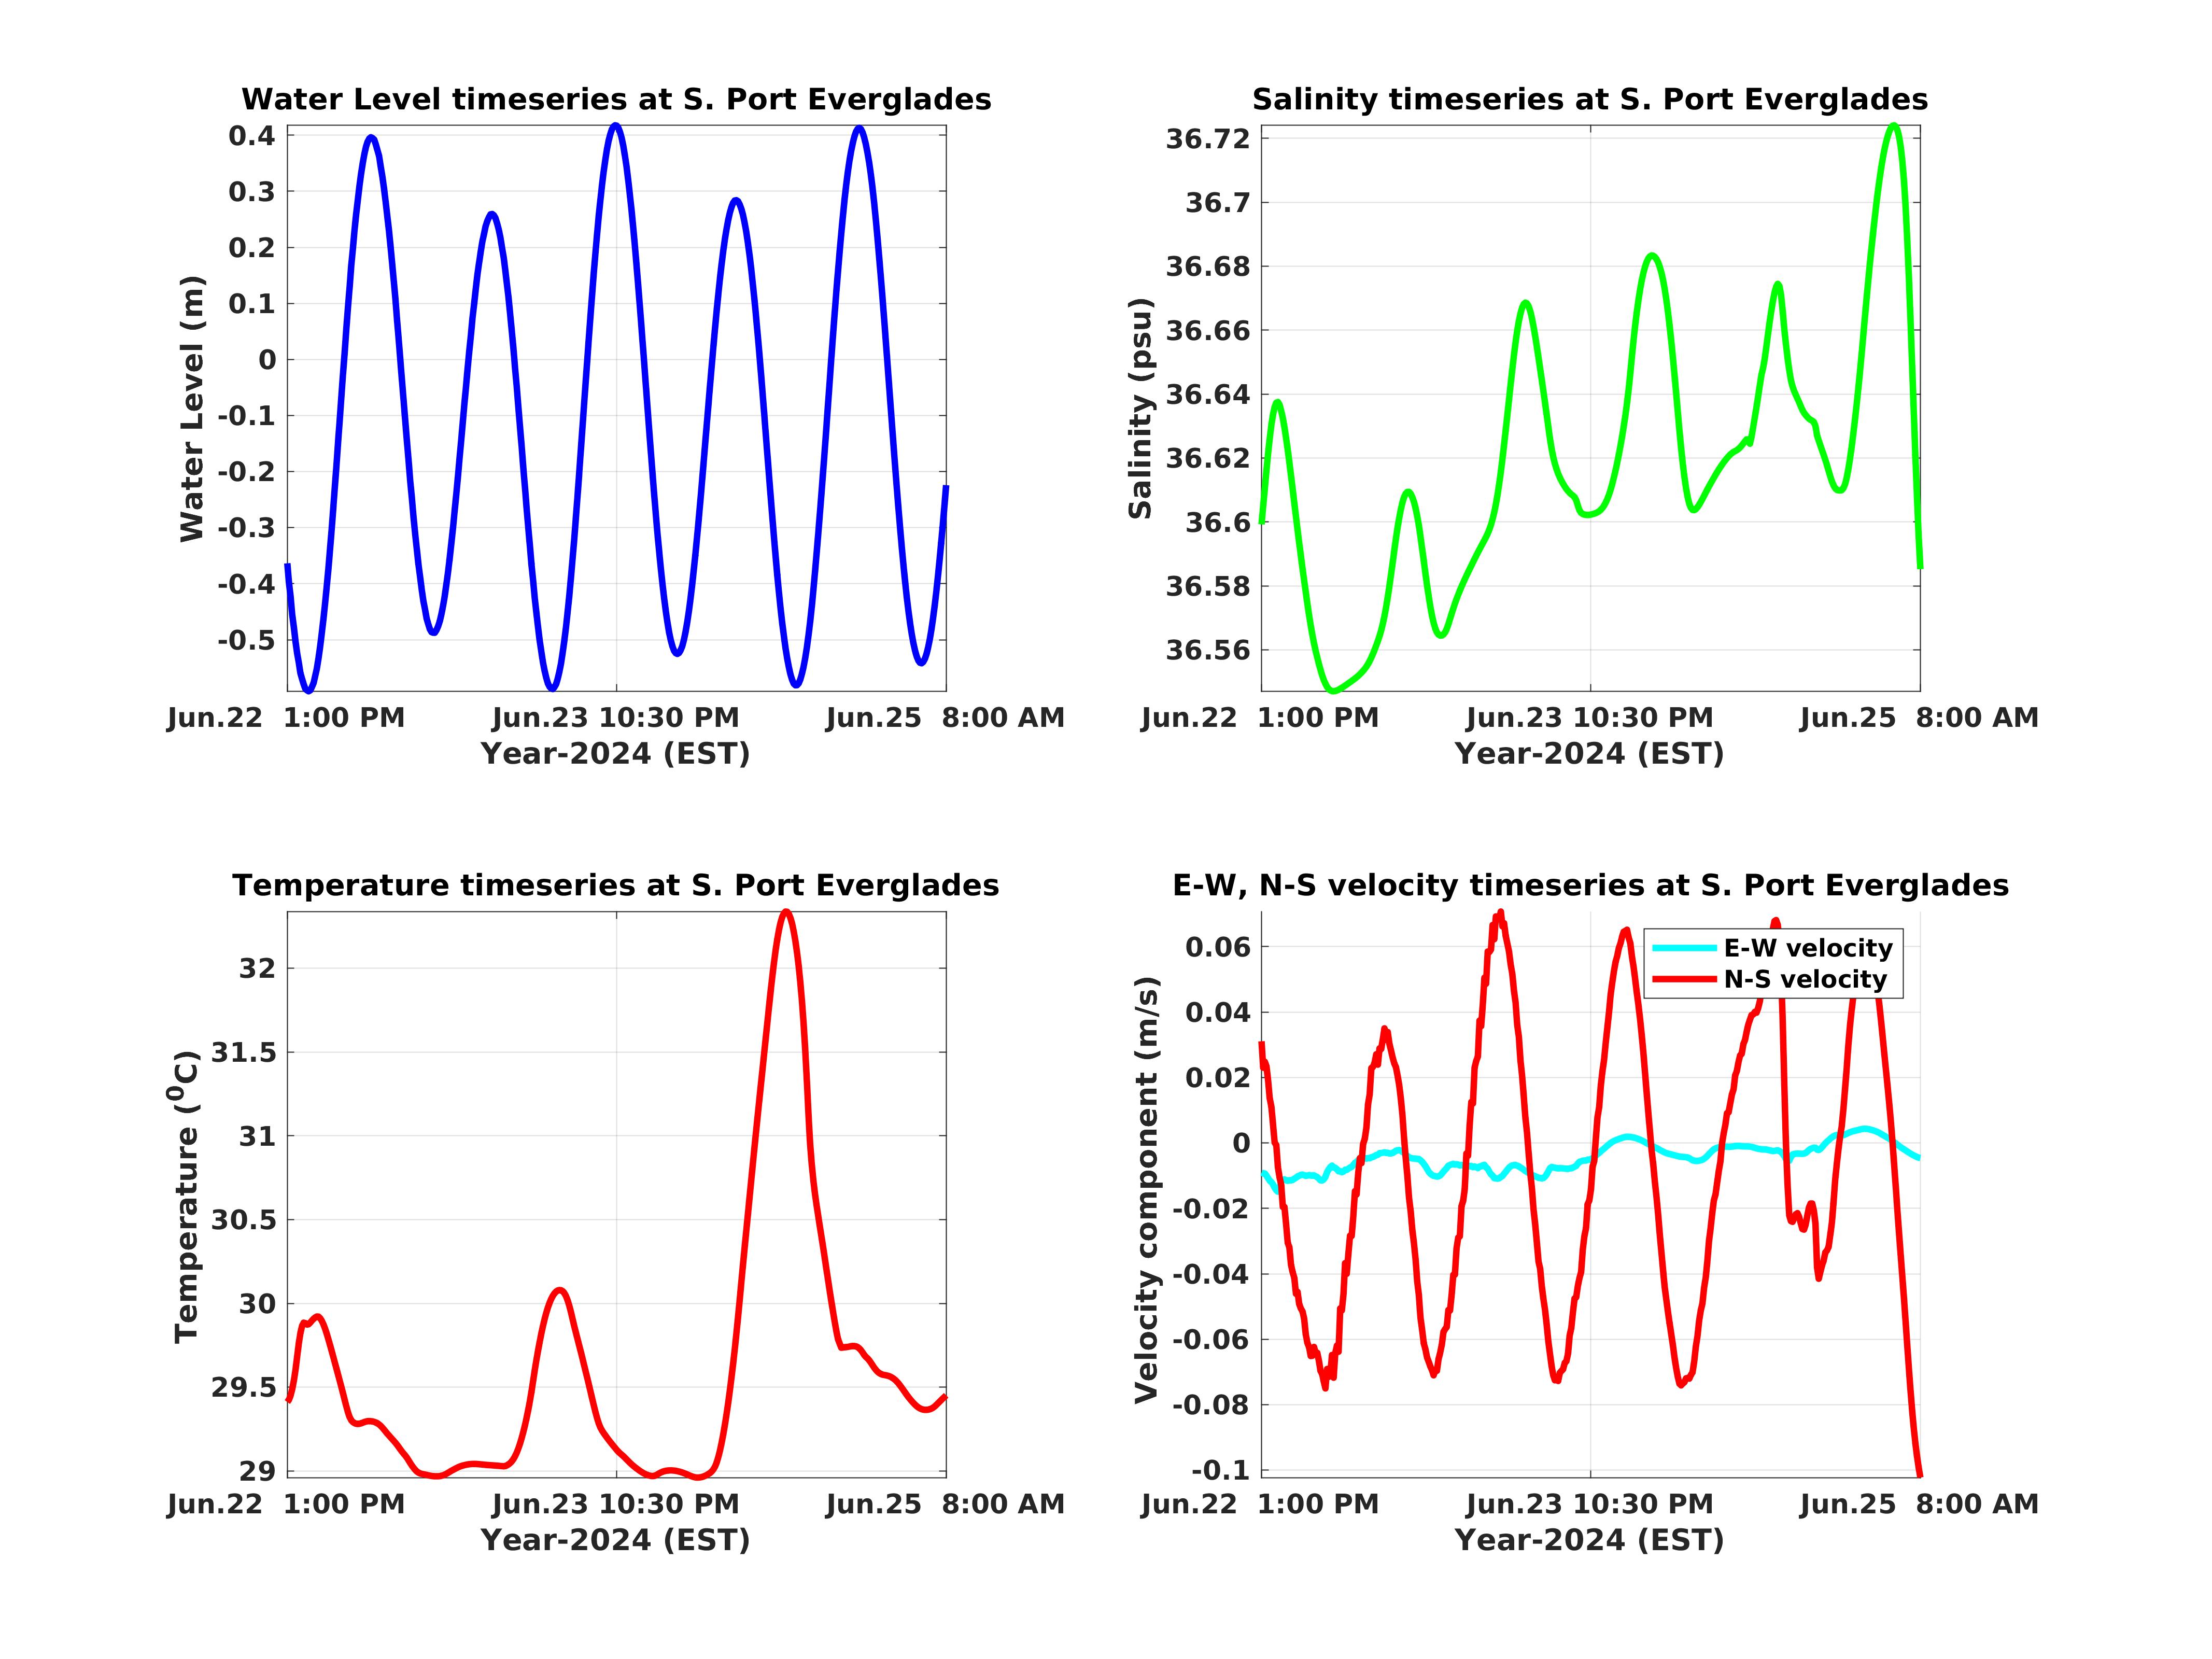 Water Level timeseries at S. Port Everglades
0.4
0.3
0.2
0.1
0
-0.1
-0.2
-0.3
-0.4
-0.5
Water Level (m)
Jun.22 1:00 PM Jun.23 10:30 PM Jun.25 8:00 AM
Year-2024 (EST)
Salinity timeseries at S. Port Everglades
36.72
36.7
36.68
36.66
36.64
36.62
36.6
36.58
36.56
Salinity (psu)
Jun.22 1:00 PM Jun.23 10:30 PM Jun.25 8:00 AM
Year-2024 (EST)
Temperature timeseries at S. Port Everglades
32
31.5
31
30.5
30
29.5
29
Temperature (⁰C)
Jun.22 1:00 PM Jun.23 10:30 PM Jun.25 8:00 AM
Year-2024 (EST)
E-W, N-S velocity timeseries at S. Port Everglades
E-W velocity
N-S velocity
0.06
0.04
0.02
0
-0.02
-0.04
-0.06
-0.08
-0.1
Velocity component (m/s)
Jun.22 1:00 PM Jun.23 10:30 PM Jun.25 8:00 AM
Year-2024 (EST)